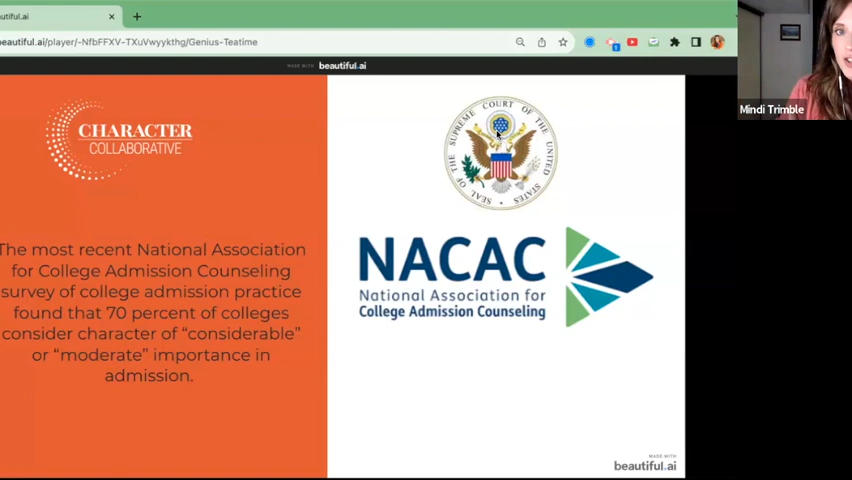 eautiful.ai
eautiful.ai/player/-NfbFFXV-TXuVwyykthg/Genius-Teatime
MADE WITH beautiful.ai
CHARACTER
COLLABORATIVE
The most recent National Association
for College Admission Counseling
survey of college admission practice
found that 70 percent of colleges
consider character of “considerable”
or “moderate” importance in
admission.
SEAL OF THE SUPREME COURT OF THE UNITED STATES
NACAC
National Association for
College Admission Counseling
MADE WITH
beautiful.ai
Mindi Trimble